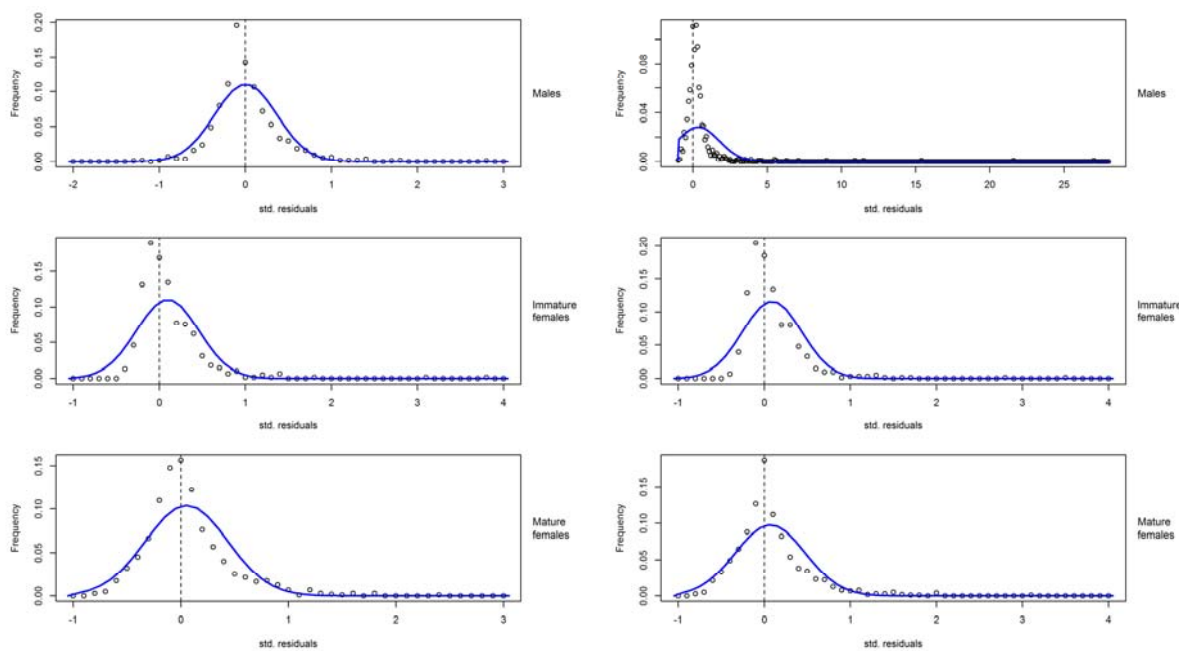 Frequency
0.00 0.05 0.10 0.15 0.20
-2 -1 0 1 2 3
std. residuals
Males
Frequency
0.00 0.04 0.08
0 5 10 15 20 25
std. residuals
Males
Frequency
0.00 0.05 0.10 0.15
-1 0 1 2 3 4
std. residuals
Immature
females
Frequency
0.00 0.05 0.10 0.15 0.20
-1 0 1 2 3 4
std. residuals
Immature
females
Frequency
0.00 0.05 0.10 0.15
-1 0 1 2 3
std. residuals
Mature
females
Frequency
0.00 0.05 0.10 0.15
-1 0 1 2 3 4
std. residuals
Mature
females